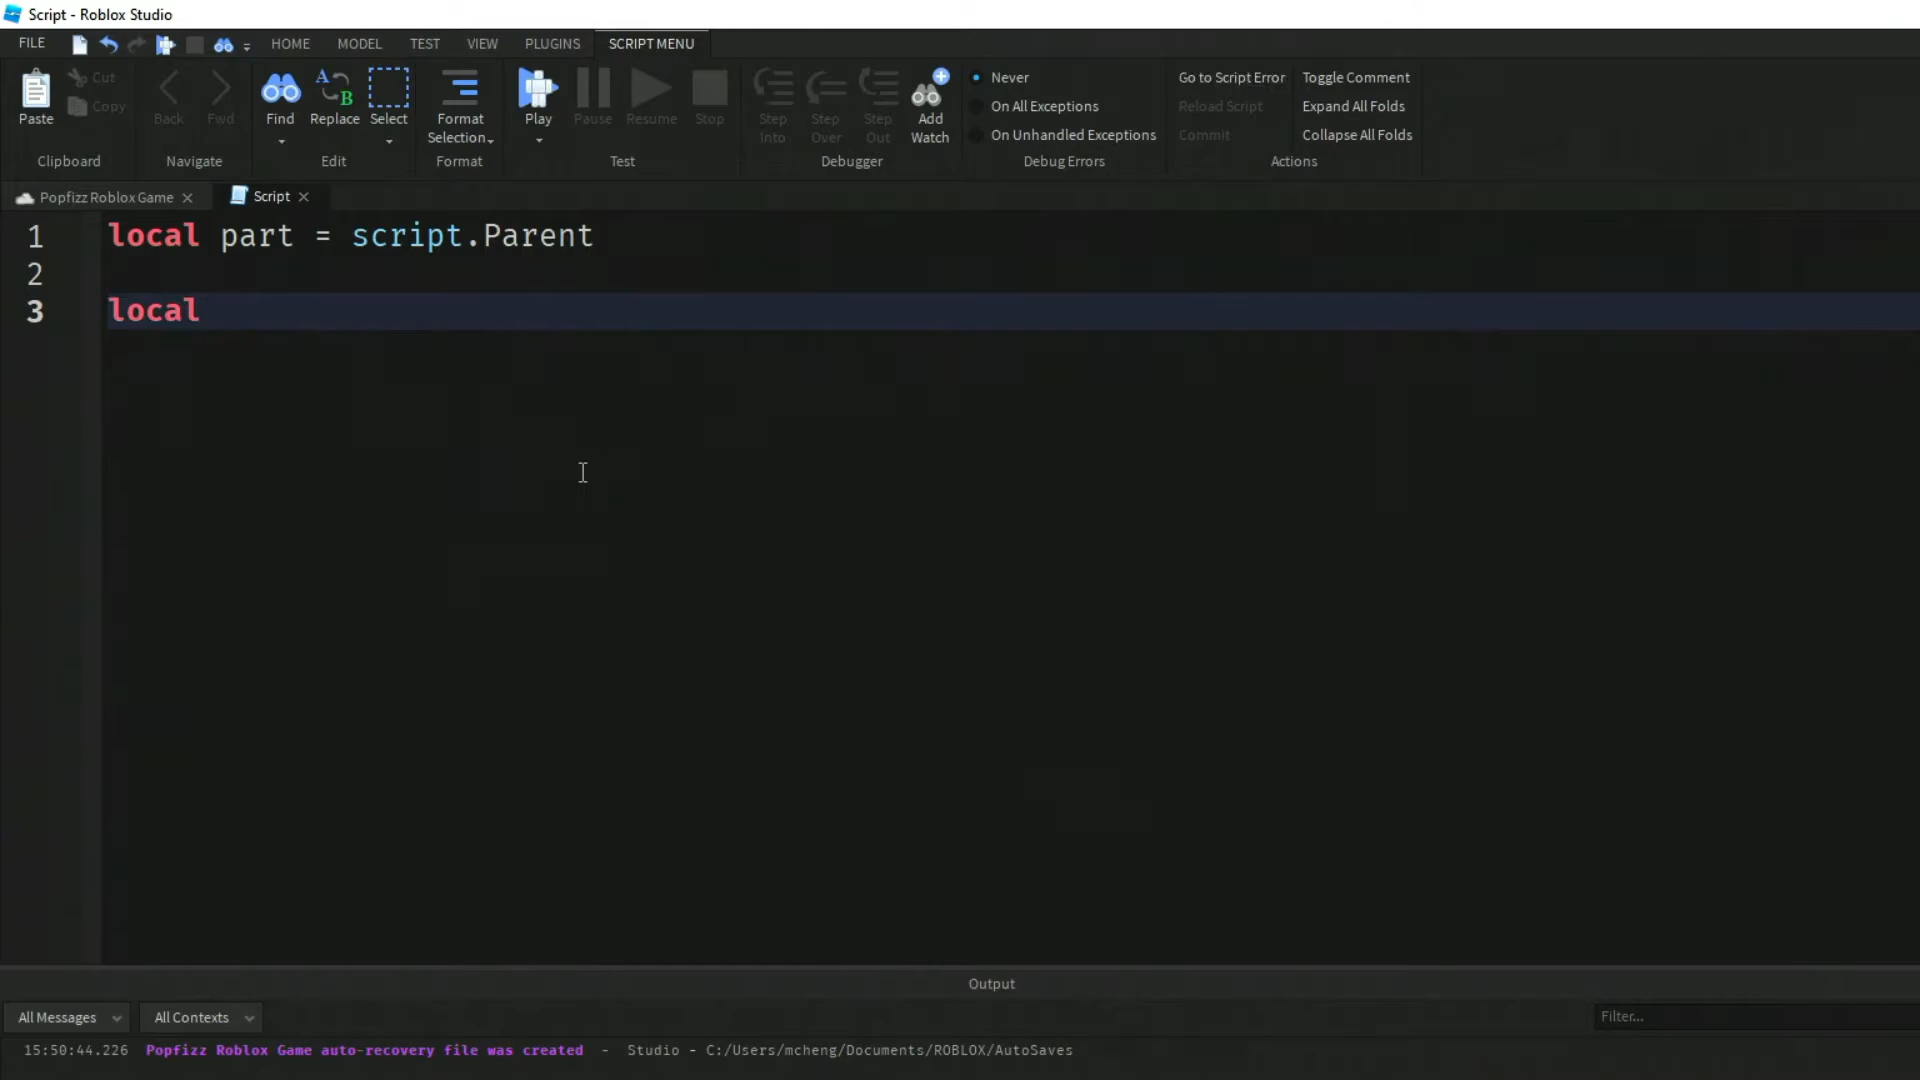 Script - Roblox Studio
FILE HOME MODEL TEST VIEW PLUGINS SCRIPT MENU
Paste Cut Copy Back Fwd Find Replace Select Format Selection Play Pause Resume Stop Step Into Step Over Step Out Add Watch
Never
On All Exceptions
On Unhandled Exceptions
Go to Script Error
Reload Script
Commit
Toggle Comment
Expand All Folds
Collapse All Folds
Clipboard Navigate Edit Format Test Debugger Debug Errors Actions
Popfizz Roblox Game Script
1 local part = script.Parent
2
3 local
Output
All Messages All Contexts Filter...
15:50:44.226 Popfizz Roblox Game auto-recovery file was created - Studio - C:/Users/mcheng/Documents/ROBLOX/AutoSaves